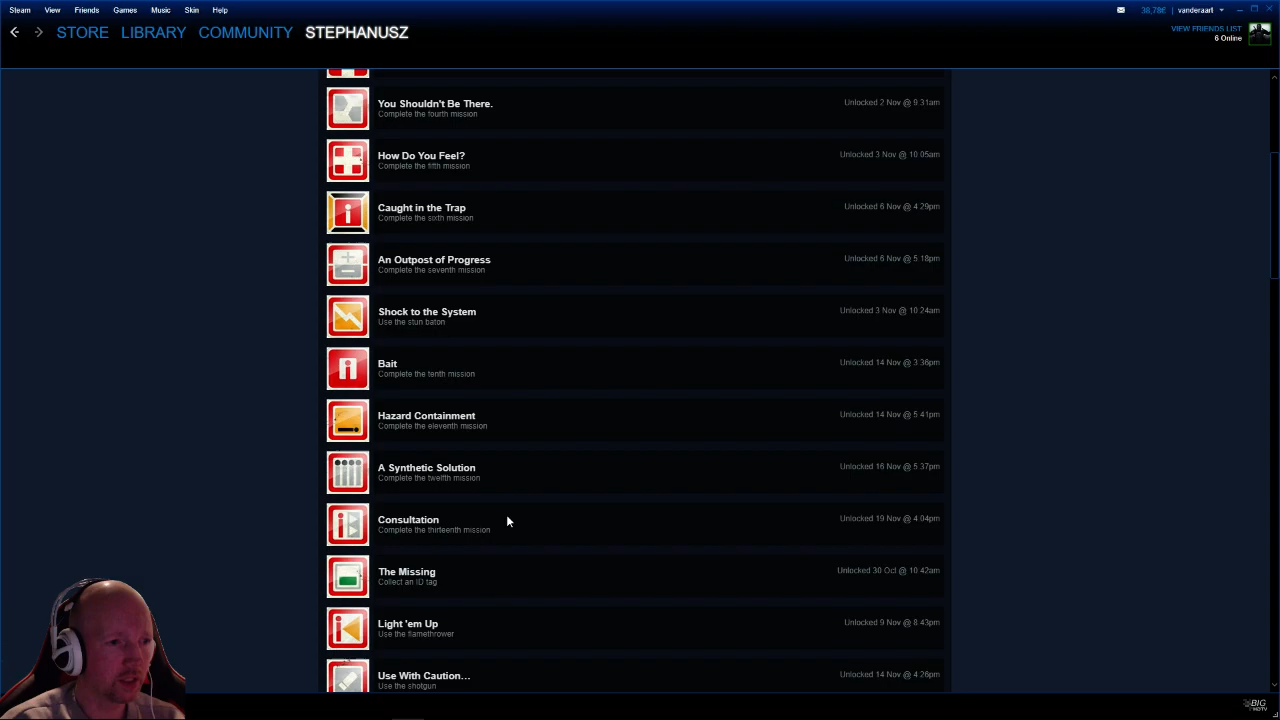 Steam View Friends Games Music Skin Help
38,78€ vanderaart
STORE LIBRARY COMMUNITY STEPHANUSZ
VIEW FRIENDS LIST
6 Online
You Shouldn't Be There.
Complete the fourth mission
Unlocked 2 Nov @ 9:31am
How Do You Feel?
Complete the fifth mission
Unlocked 3 Nov @ 10:05am
Caught in the Trap
Complete the sixth mission
Unlocked 6 Nov @ 4:29pm
An Outpost of Progress
Complete the seventh mission
Unlocked 6 Nov @ 5:18pm
Shock to the System
Use the stun baton
Unlocked 3 Nov @ 10:24am
Bait
Complete the tenth mission
Unlocked 14 Nov @ 3:36pm
Hazard Containment
Complete the eleventh mission
Unlocked 14 Nov @ 5:41pm
A Synthetic Solution
Complete the twelfth mission
Unlocked 16 Nov @ 5:37pm
Consultation
Complete the thirteenth mission
Unlocked 19 Nov @ 4:04pm
The Missing
Collect an ID tag
Unlocked 30 Oct @ 10:42am
Light 'em Up
Use the flamethrower
Unlocked 9 Nov @ 8:43pm
Use With Caution…
Use the shotgun
Unlocked 14 Nov @ 4:26pm
BIG
HDTV